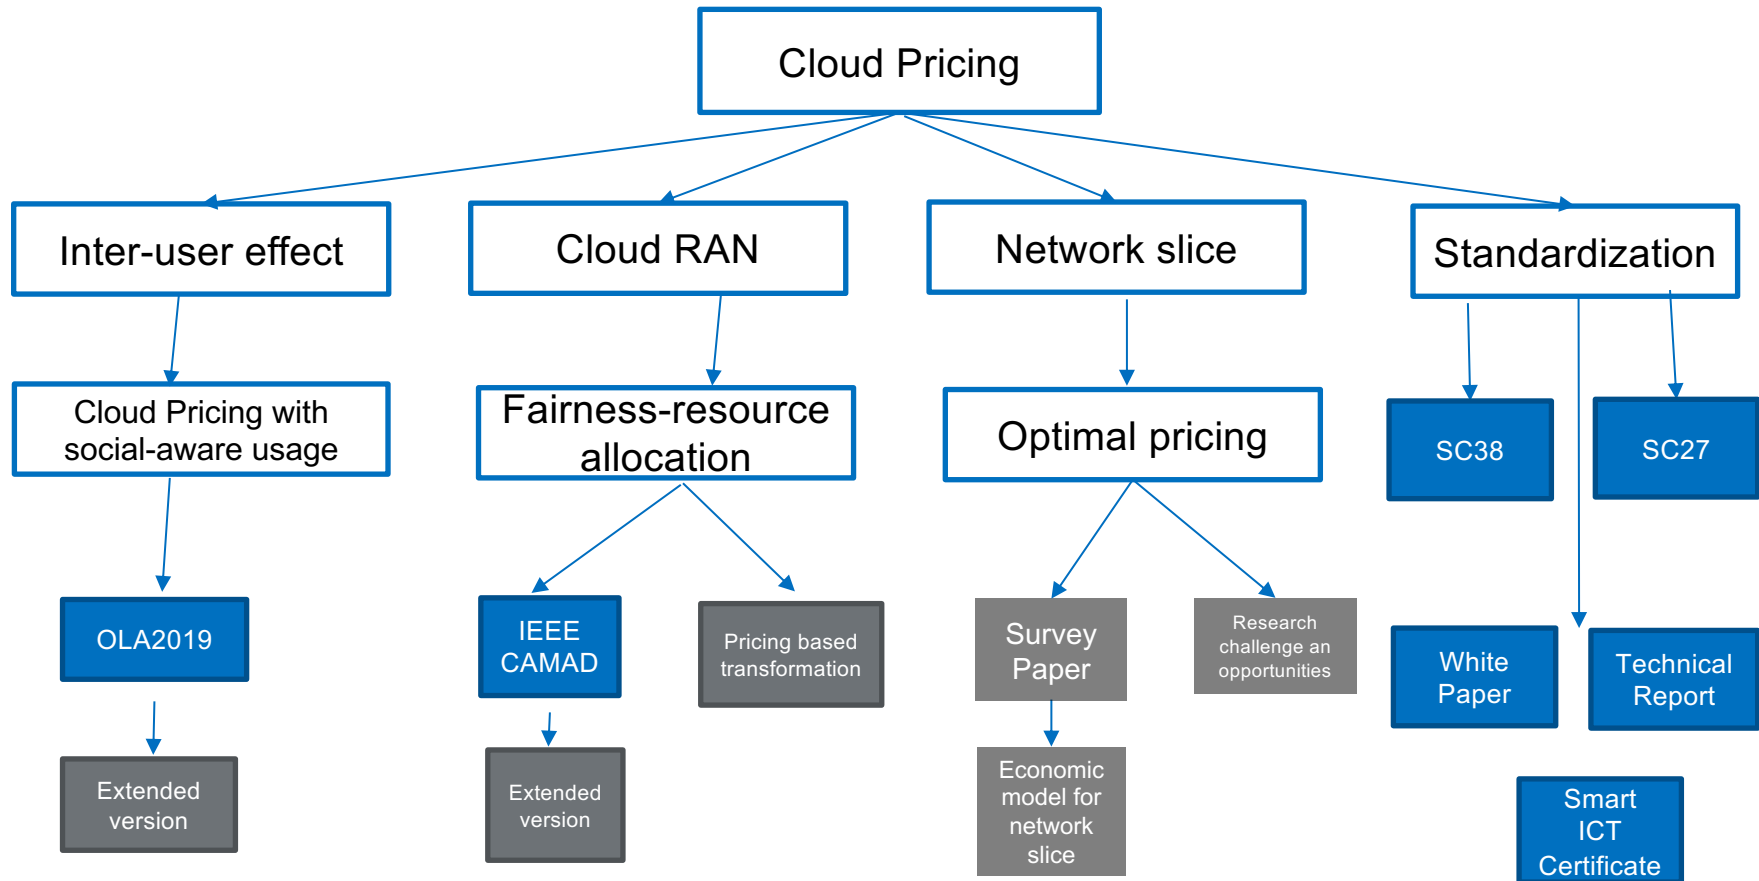 Cloud Pricing
Inter-user effect
Cloud RAN
Network slice
Standardization
Cloud Pricing with
social-aware usage
Fairness-resource
allocation
Optimal pricing
SC38
SC27
OLA2019
IEEE
CAMAD
Pricing based
transformation
Survey
Paper
Research
challenge an
opportunities
White
Paper
Technical
Report
Extended
version
Extended
version
Economic
model for
network
slice
Smart
ICT
Certificate